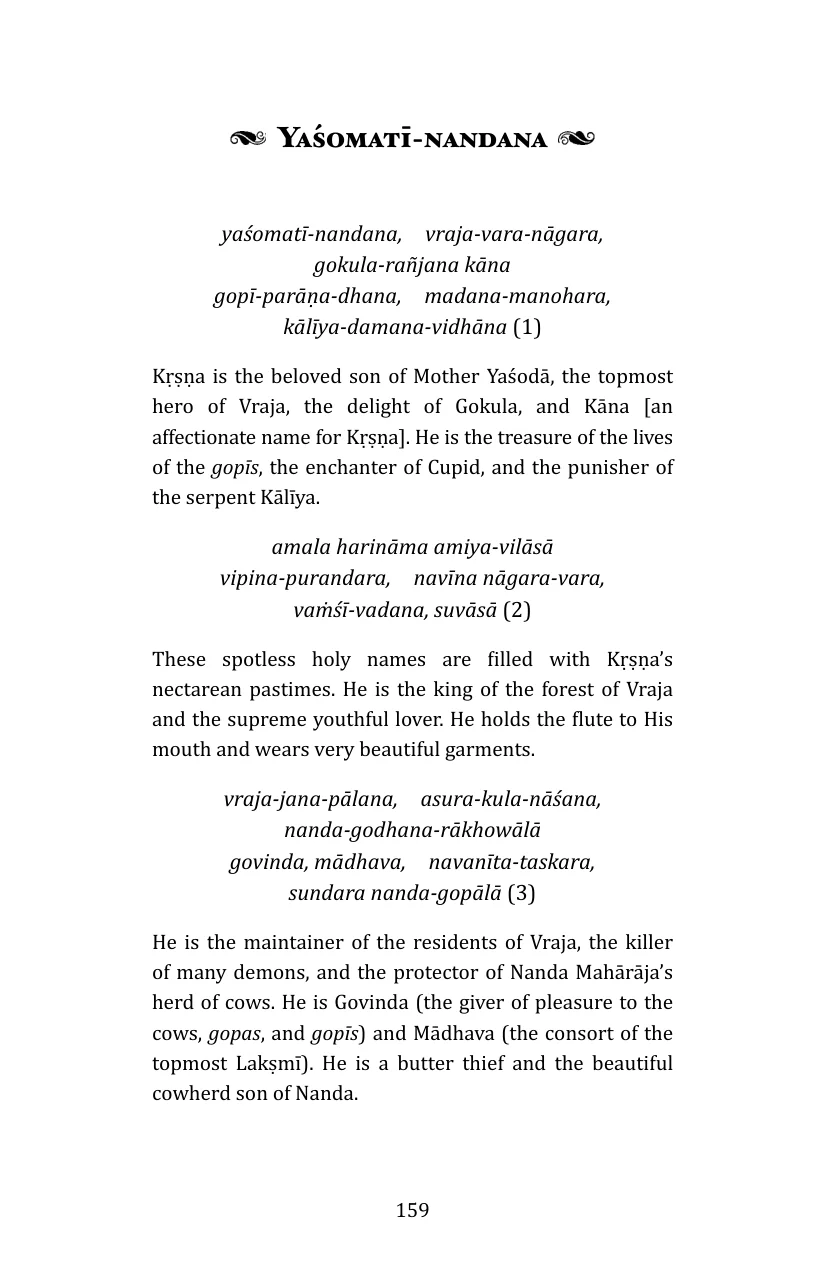 Yaśomatī-nandana
yaśomatī-nandana, vraja-vara-nāgara,
gokula-rañjana kāna
gopī-parāṇa-dhana, madana-manohara,
kālīya-damana-vidhāna (1)
Kṛṣṇa is the beloved son of Mother Yaśodā, the topmost
hero of Vraja, the delight of Gokula, and Kāna [an
affectionate name for Kṛṣṇa]. He is the treasure of the lives
of the gopīs, the enchanter of Cupid, and the punisher of
the serpent Kālīya.
amala harināma amiya-vilāsā
vipina-purandara, navīna nāgara-vara,
vaṁśī-vadana, suvāsā (2)
These spotless holy names are filled with Kṛṣṇa’s
nectarean pastimes. He is the king of the forest of Vraja
and the supreme youthful lover. He holds the flute to His
mouth and wears very beautiful garments.
vraja-jana-pālana, asura-kula-nāśana,
nanda-godhana-rākhowālā
govinda, mādhava, navanīta-taskara,
sundara nanda-gopālā (3)
He is the maintainer of the residents of Vraja, the killer
of many demons, and the protector of Nanda Mahārāja’s
herd of cows. He is Govinda (the giver of pleasure to the
cows, gopas, and gopīs) and Mādhava (the consort of the
topmost Lakṣmī). He is a butter thief and the beautiful
cowherd son of Nanda.
159